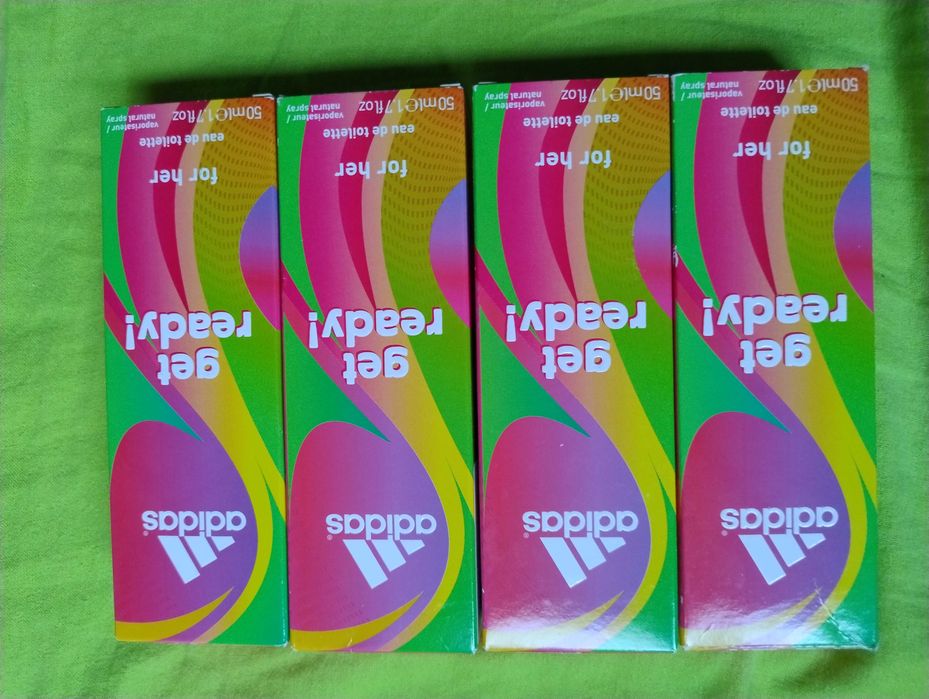 adidas®
get
ready!
for her
eau de toilette
vaporisateur /
natural spray
50ml℮1.7fl.oz
adidas®
get
ready!
for her
eau de toilette
vaporisateur /
natural spray
50ml℮1.7fl.oz
adidas®
get
ready!
for her
eau de toilette
vaporisateur /
natural spray
50ml℮1.7fl.oz
adidas®
get
ready!
for her
eau de toilette
vaporisateur /
natural spray
50ml℮1.7fl.oz